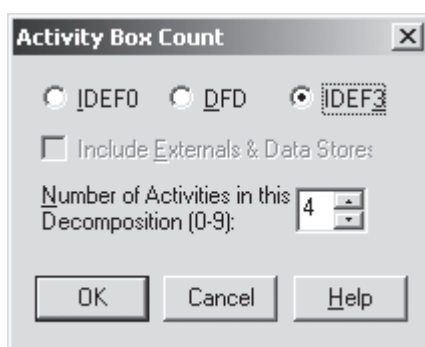 Activity Box Count
IDEF0 DFD IDEF3
Include Externals & Data Stores
Number of Activities in this
Decomposition (0-9):
4
OK Cancel Help